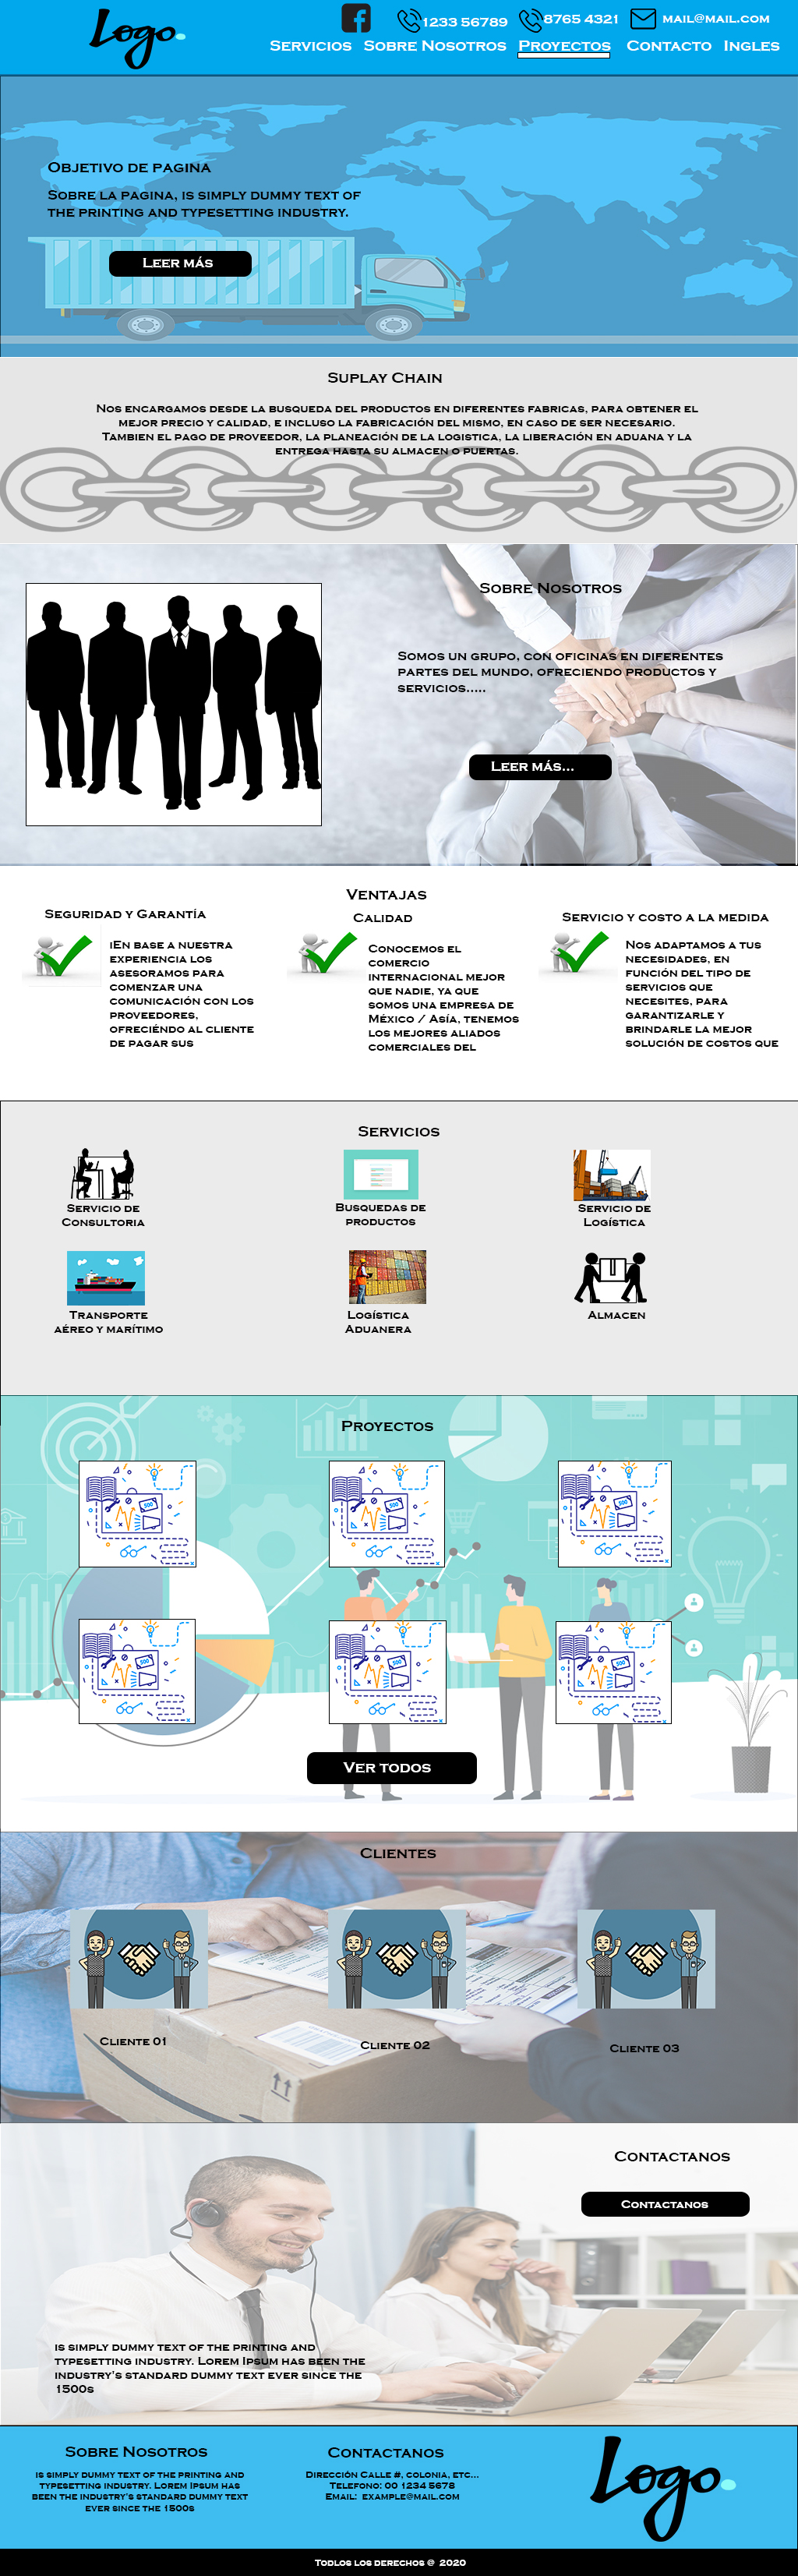 Logo.
1233 56789
8765 4321
mail@mail.com
Servicios Sobre Nosotros Proyectos Contacto Ingles
Objetivo de pagina
Sobre la pagina, is simply dummy text of
the printing and typesetting industry.
Leer más
Suplay Chain
Nos encargamos desde la busqueda del productos en diferentes fabricas, para obtener el
mejor precio y calidad, e incluso la fabricación del mismo, en caso de ser necesario.
Tambien el pago de proveedor, la planeación de la logistica, la liberación en aduana y la
entrega hasta su almacen o puertas.
Sobre Nosotros
Somos un grupo, con oficinas en diferentes
partes del mundo, ofreciendo productos y
servicios.....
Leer más...
Ventajas
Seguridad y Garantía
iEn base a nuestra
experiencia los
asesoramos para
comenzar una
comunicación con los
proveedores,
ofreciéndo al cliente
de pagar sus
Calidad
Conocemos el
comercio
internacional mejor
que nadie, ya que
somos una empresa de
México / Asía, tenemos
los mejores aliados
comerciales del
Servicio y costo a la medida
Nos adaptamos a tus
necesidades, en
función del tipo de
servicios que
necesites, para
garantizarle y
brindarle la mejor
solución de costos que
Servicios
Servicio de
Consultoria
Busquedas de
productos
Servicio de
Logística
Transporte
aéreo y marítimo
Logística
Aduanera
Almacen
Proyectos
500
500
500
500
500
500
Ver todos
Clientes
Cliente 01
Cliente 02
Cliente 03
Contactanos
Contactanos
is simply dummy text of the printing and
typesetting industry. Lorem Ipsum has been the
industry's standard dummy text ever since the
1500s
Sobre Nosotros
is simply dummy text of the printing and
typesetting industry. Lorem Ipsum has
been the industry's standard dummy text
ever since the 1500s
Contactanos
Dirección Calle #, colonia, etc...
Telefono: 00 1234 5678
Email: example@mail.com
Logo.
Todlos los derechos @ 2020